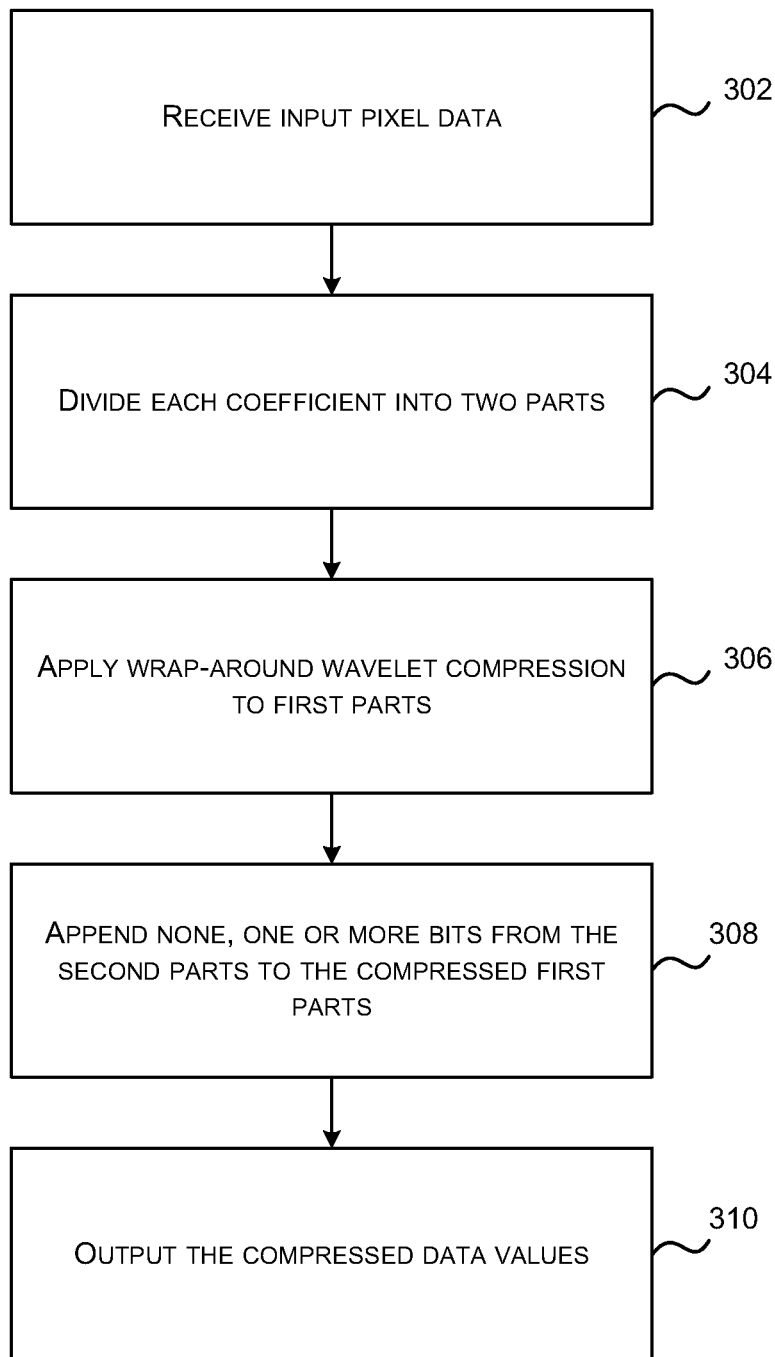 RECEIVE INPUT PIXEL DATA
302
DIVIDE EACH COEFFICIENT INTO TWO PARTS
304
APPLY WRAP-AROUND WAVELET COMPRESSION
TO FIRST PARTS
306
APPEND NONE, ONE OR MORE BITS FROM THE
SECOND PARTS TO THE COMPRESSED FIRST
PARTS
308
OUTPUT THE COMPRESSED DATA VALUES
310